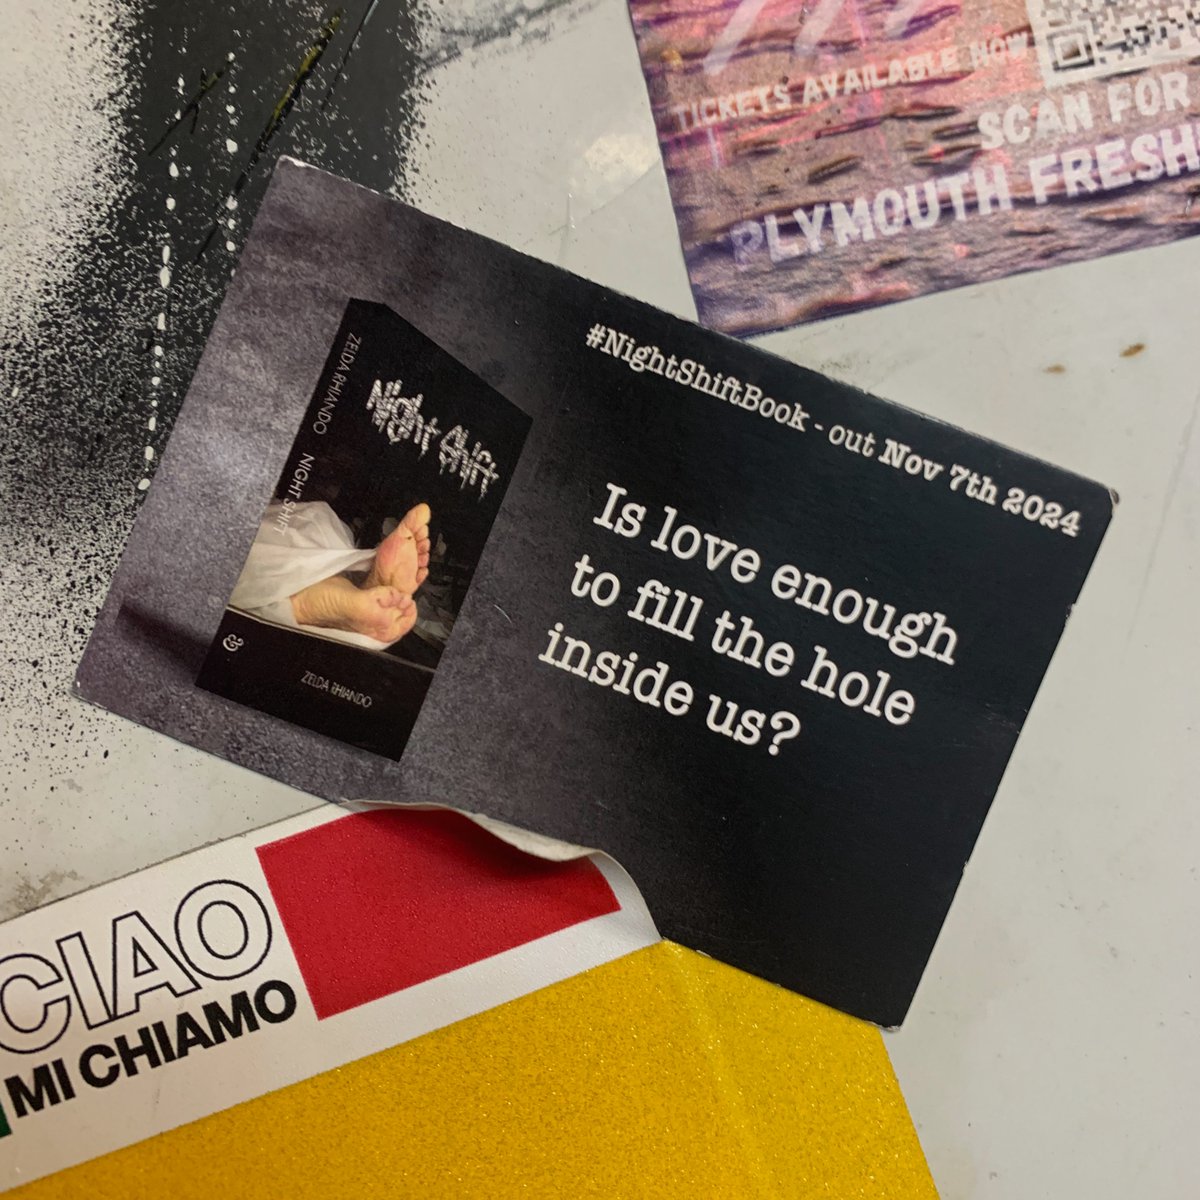 TICKETS AVAILABLE NOW
SCAN FOR
PLYMOUTH FRESH
#NightShiftBook - out Nov 7th 2024
Is love enough
to fill the hole
inside us?
ZELDA RHIANDO NIGHT SHIFT &
Night Shift
ZELDA RHIANDO
CIAO
MI CHIAMO